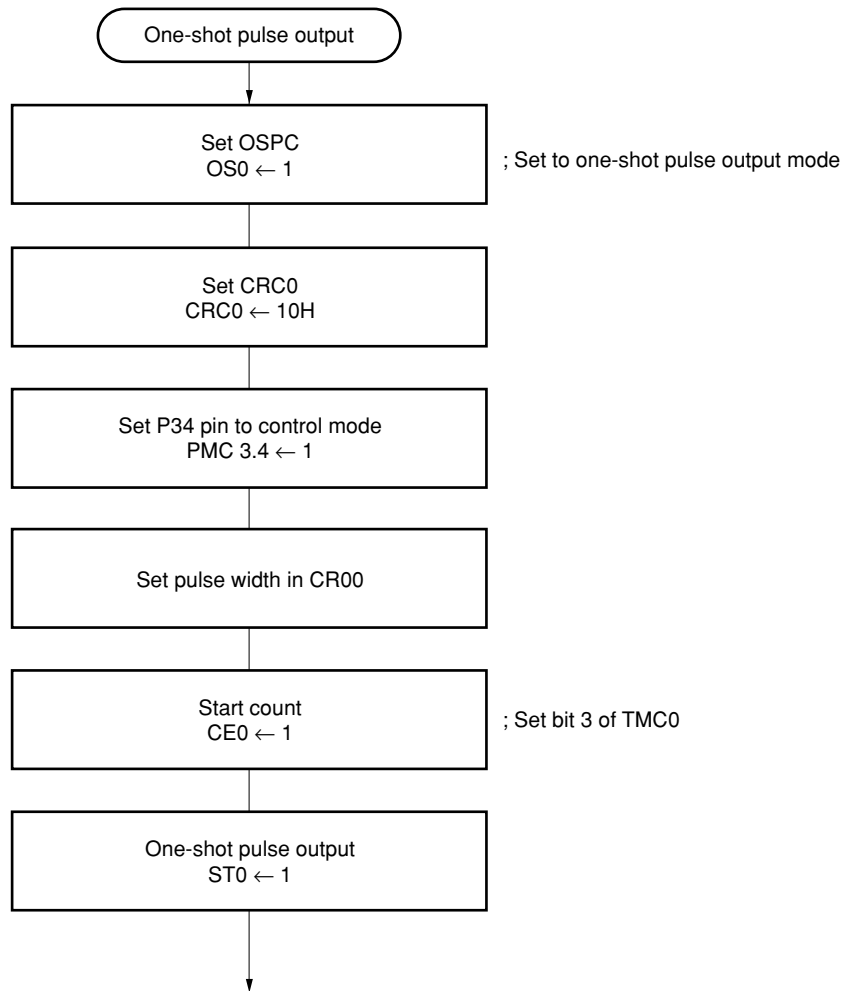 One-shot pulse output
Set OSPC
OS0 ← 1
; Set to one-shot pulse output mode
Set CRC0
CRC0 ← 10H
Set P34 pin to control mode
PMC 3.4 ← 1
Set pulse width in CR00
Start count
CE0 ← 1
; Set bit 3 of TMC0
One-shot pulse output
ST0 ← 1